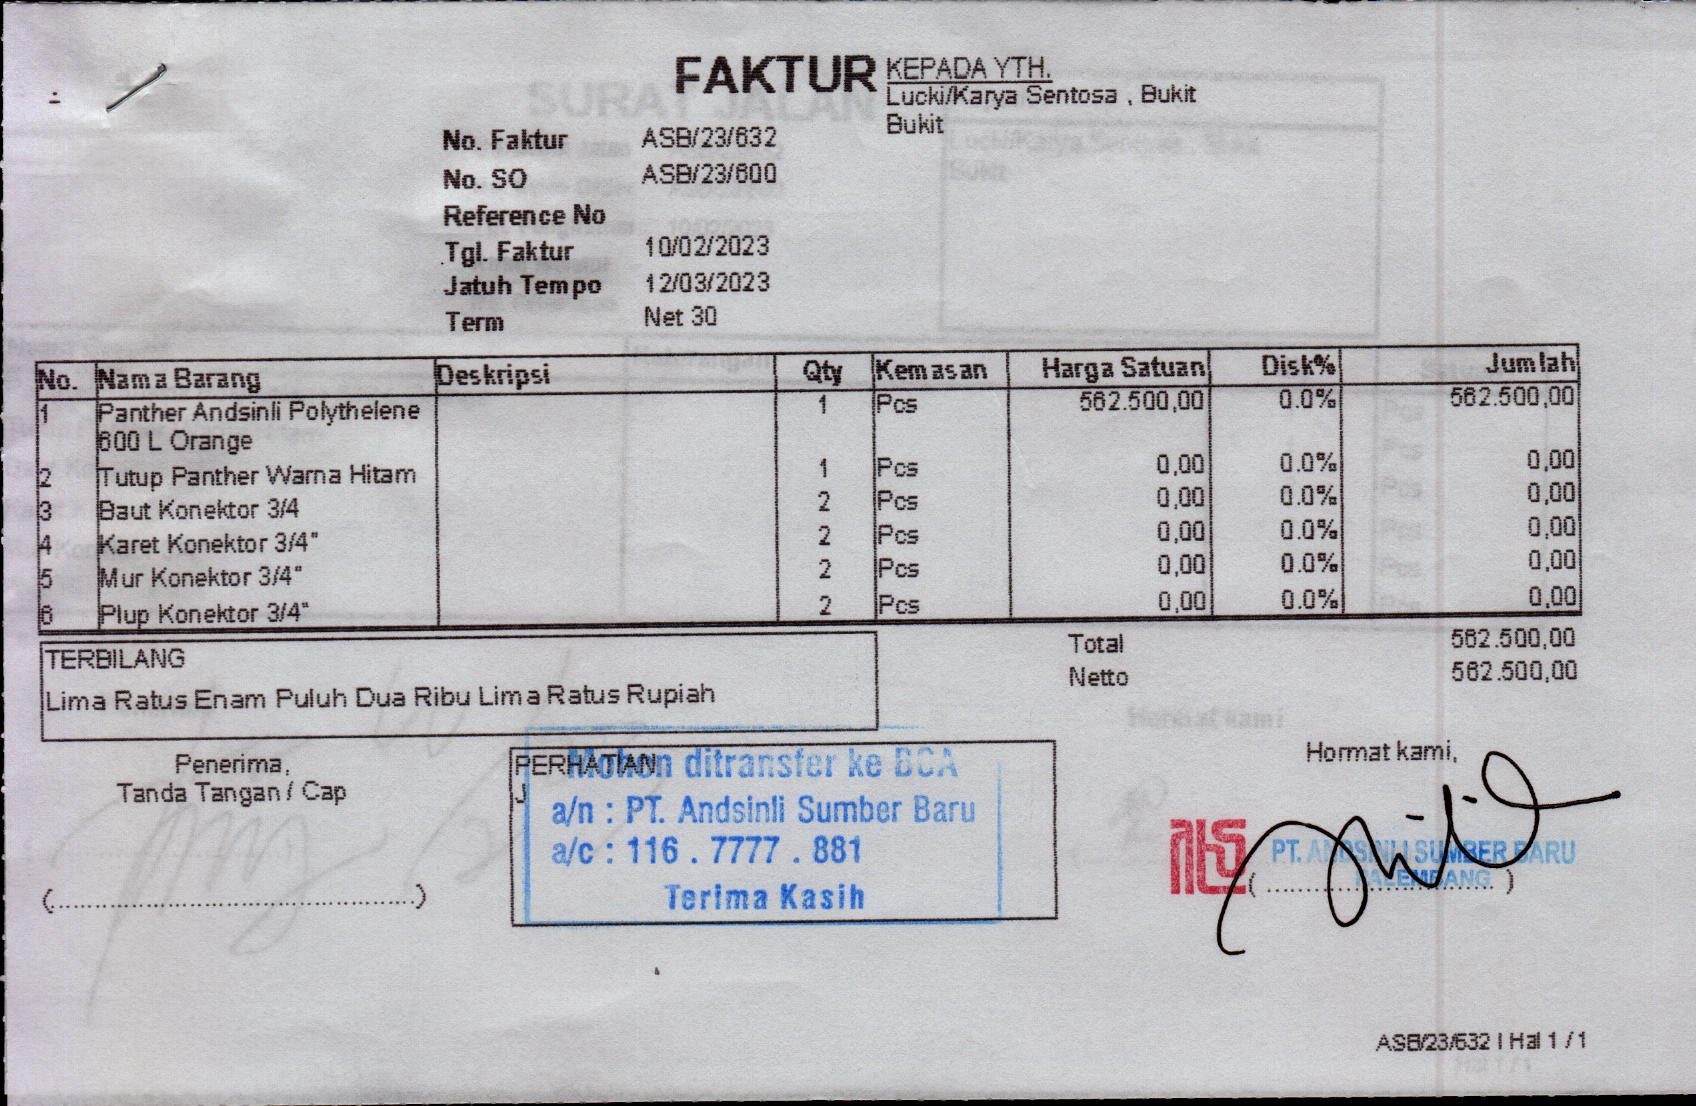 FAKTUR
KEPADA YTH.
Lucki/Karya Sentosa , Bukit
Bukit
No. Faktur ASB/23/632
No. SO ASB/23/600
Reference No
Tgl. Faktur 10/02/2023
Jatuh Tempo 12/03/2023
Term Net 30
No. Nama Barang Deskripsi Qty Kemasan Harga Satuan Disk% Jumlah
1 Panther Andsinli Polythelene 1 Pcs 562.500,00 0.0% 562.500,00
600 L Orange
2 Tutup Panther Warna Hitam 1 Pcs 0,00 0.0% 0,00
3 Baut Konektor 3/4 2 Pcs 0,00 0.0% 0,00
4 Karet Konektor 3/4" 2 Pcs 0,00 0.0% 0,00
5 Mur Konektor 3/4" 2 Pcs 0,00 0.0% 0,00
6 Plup Konektor 3/4" 2 Pcs 0,00 0.0% 0,00
Total 562.500,00
Netto 562.500,00
TERBILANG
Lima Ratus Enam Puluh Dua Ribu Lima Ratus Rupiah
Penerima,
Tanda Tangan / Cap
(....................................................)
PERHATIAN
J
Mohon ditransfer ke BCA
a/n : PT. Andsinli Sumber Baru
a/c : 116 . 7777 . 881
Terima Kasih
Hormat kami,
PT. ANDSINLI SUMBER BARU
PALEMBANG
(................................)
ASB/23/632 I Hal 1 / 1